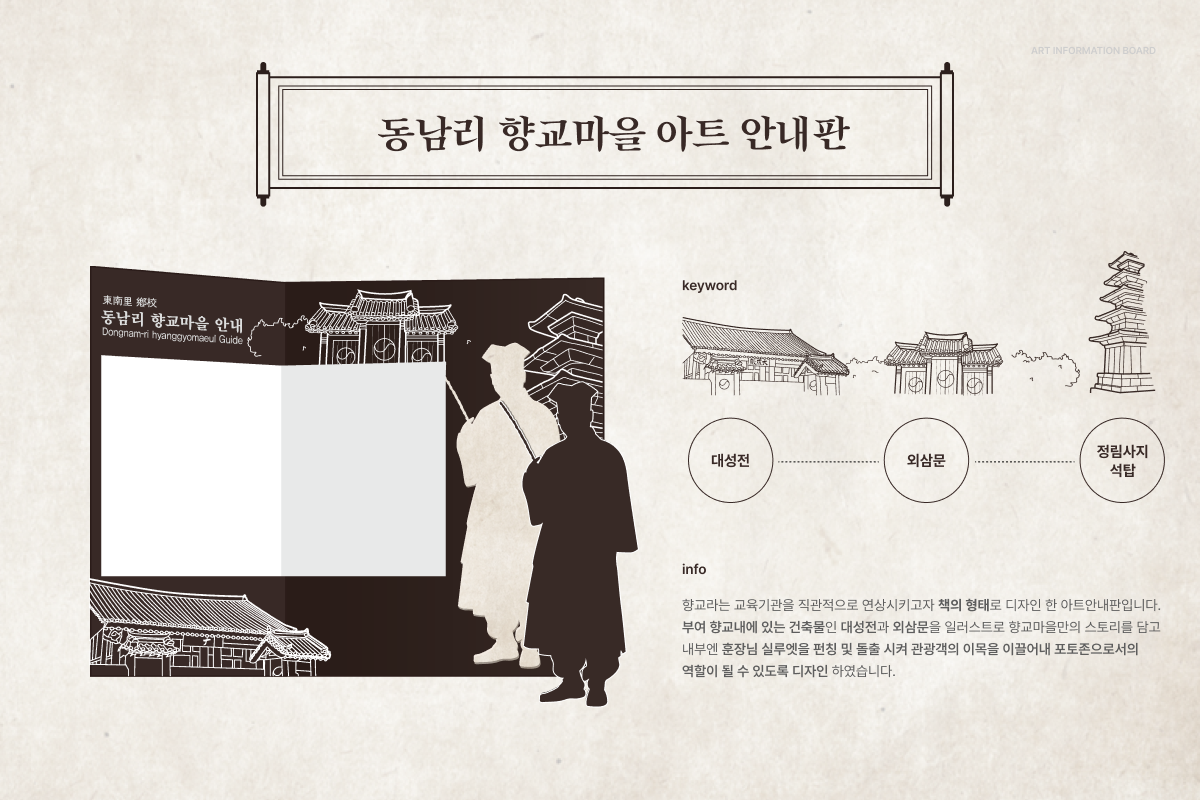 ART INFORMATION BOARD
동남리 향교마을 아트 안내판
東南里 鄕校
동남리 향교마을 안내
Dongnam-ri hyanggyomaeul Guide
keyword
대성전
외삼문
정림사지
석탑
info
향교라는 교육기관을 직관적으로 연상시키고자 책의 형태로 디자인 한 아트안내판입니다.
부여 향교내에 있는 건축물인 대성전과 외삼문을 일러스트로 향교마을만의 스토리를 담고
내부엔 훈장님 실루엣을 펀칭 및 돌출 시켜 관광객의 이목을 이끌어내 포토존으로서의
역할이 될 수 있도록 디자인 하였습니다.